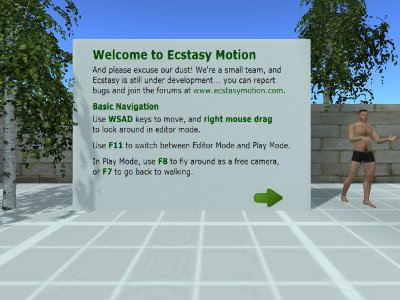 Welcome to Ecstasy Motion
And please excuse our dust! We're a small team, and
Ecstasy is still under development... you can report
bugs and join the forums at www.ecstasymotion.com.
Basic Navigation
Use WSAD keys to move, and right mouse drag
to look around in editor mode.
Use F11 to switch between Editor Mode and Play Mode.
In Play Mode, use F8 to fly around as a free camera,
or F7 to go back to walking.